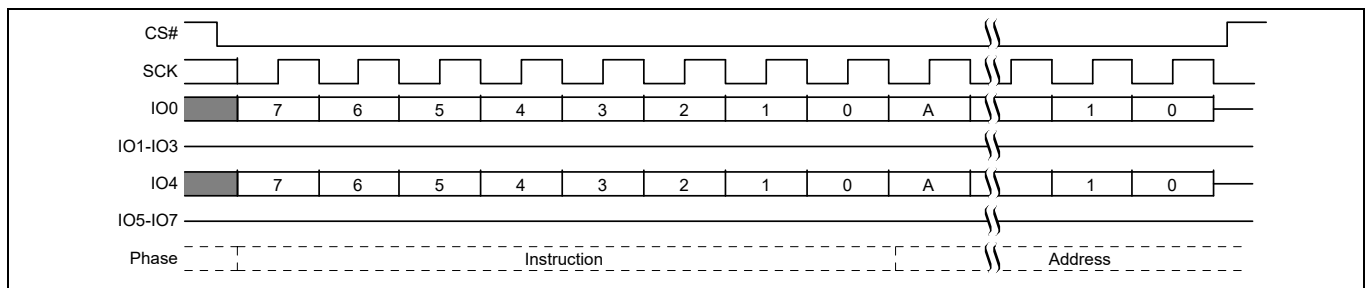 CS#
SCK
IO0 7 6 5 4 3 2 1 0 A 1 0
IO1-IO3
IO4 7 6 5 4 3 2 1 0 A 1 0
IO5-IO7
Phase Instruction Address